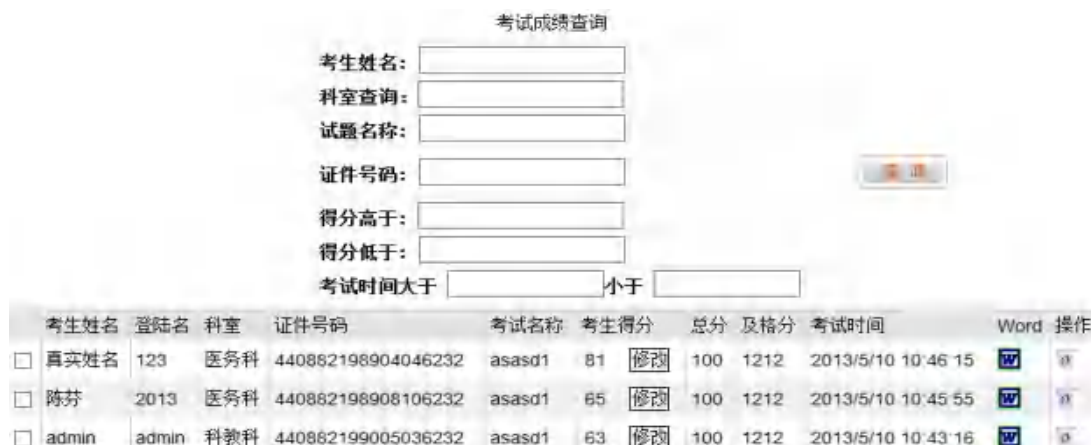 考试成绩查询
考生姓名:
科室查询:
试题名称:
证件号码:
查 询
得分高于:
得分低于:
考试时间大于 小于
考生姓名 登陆名 科室 证件号码 考试名称 考生得分 总分 及格分 考试时间 Word 操作
真实姓名 123 医务科 440882198904046232 asasd1 81 修改 100 1212 2013/5/10 10:46:15 W
陈芬 2013 医务科 440882198908106232 asasd1 65 修改 100 1212 2013/5/10 10:45:55 W
admin admin 科教科 440882199005036232 asasd1 63 修改 100 1212 2013/5/10 10:43:16 W